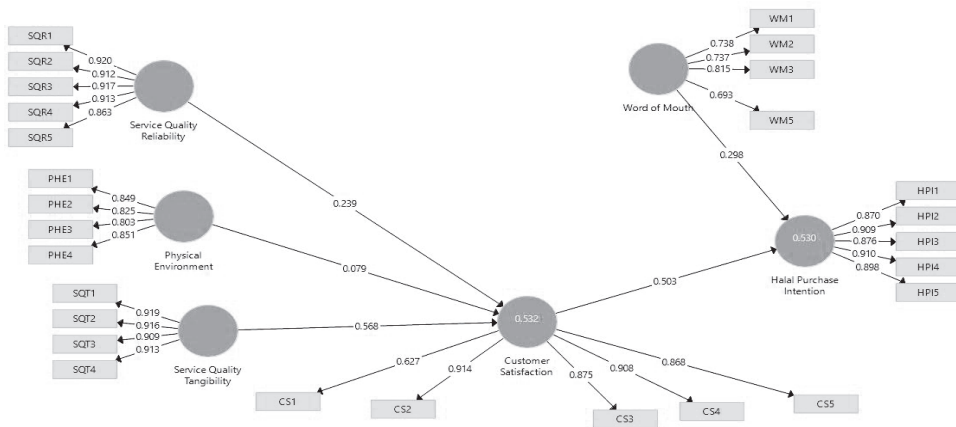 SQR1
SQR2
SQR3
SQR4
SQR5
0.920
0.912
0.917
0.913
0.863
Service Quality
Reliability
PHE1
PHE2
PHE3
PHE4
0.849
0.825
0.803
0.851
Physical
Environment
SQT1
SQT2
SQT3
SQT4
0.919
0.916
0.909
0.913
Service Quality
Tangibility
0.239
0.079
0.568
0.532
Customer
Satisfaction
0.627
0.914
0.875
0.908
0.868
CS1
CS2
CS3
CS4
CS5
0.503
Word of Mouth
0.738
0.737
0.815
0.693
WM1
WM2
WM3
WM5
0.298
0.530
Halal Purchase
Intention
0.870
0.909
0.876
0.910
0.898
HPI1
HPI2
HPI3
HPI4
HPI5